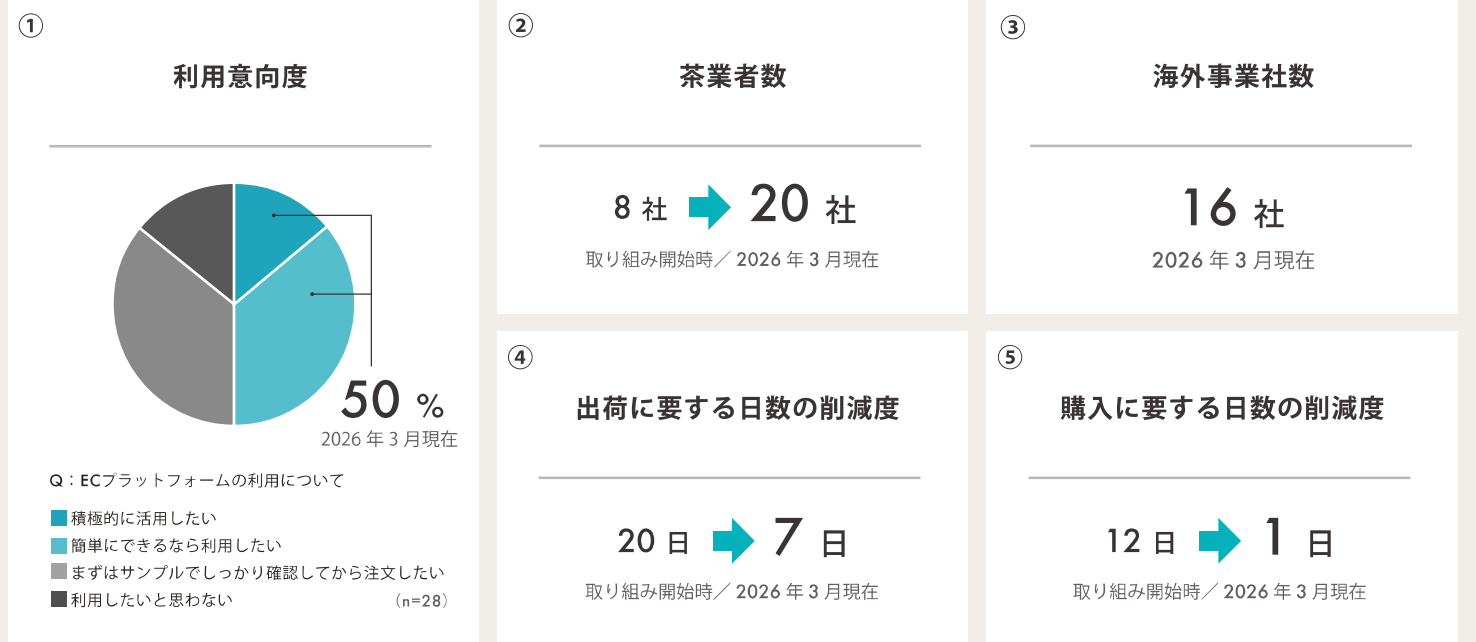 ①
利用意向度
50 %
2026 年 3 月現在
Q：ECプラットフォームの利用について
積極的に活用したい
簡単にできるなら利用したい
まずはサンプルでしっかり確認してから注文したい
利用したいと思わない
（n=28）
②
茶業者数
8 社 20 社
取り組み開始時／ 2026 年 3 月現在
③
海外事業社数
16 社
2026 年 3 月現在
④
出荷に要する日数の削減度
20 日 7 日
取り組み開始時／ 2026 年 3 月現在
⑤
購入に要する日数の削減度
12 日 1 日
取り組み開始時／ 2026 年 3 月現在